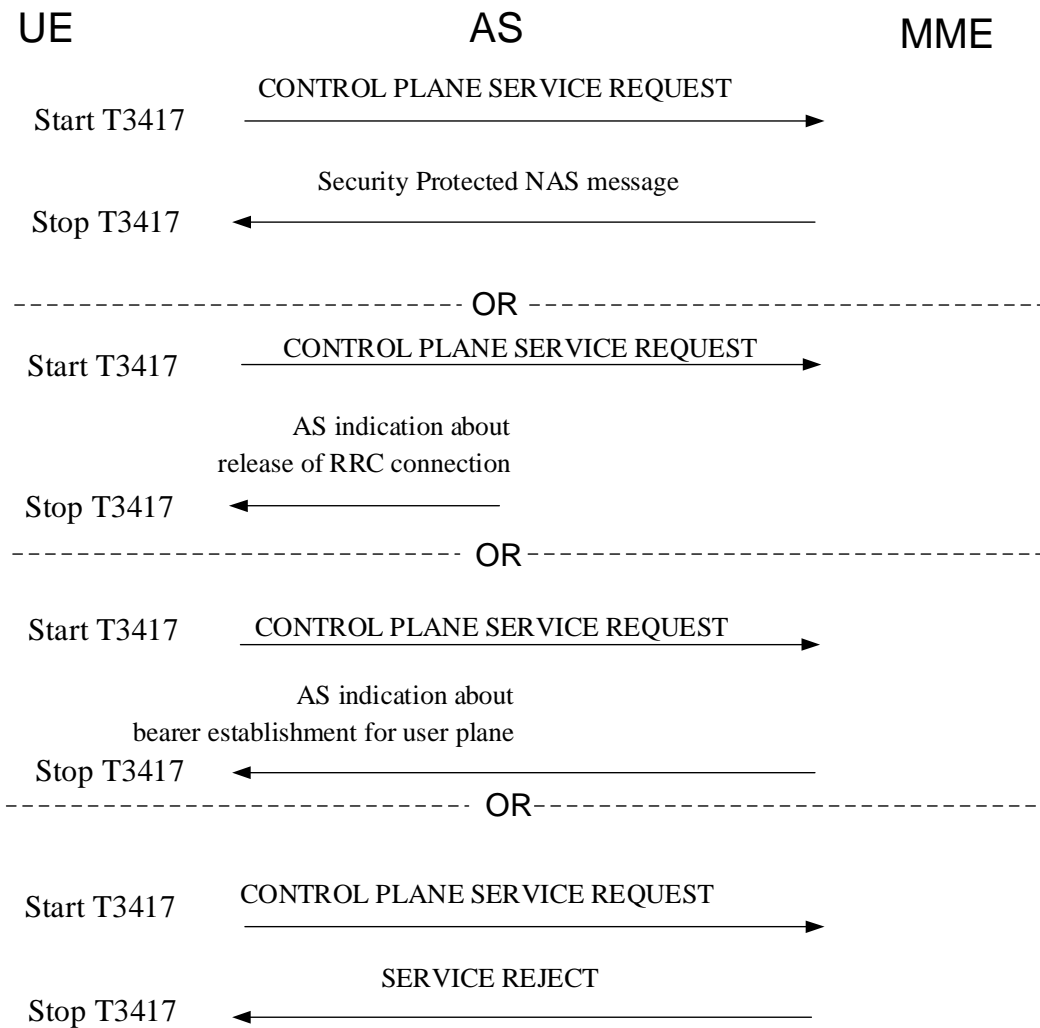 UE AS MME
CONTROL PLANE SERVICE REQUEST
Start T3417
Security Protected NAS message
Stop T3417
OR
CONTROL PLANE SERVICE REQUEST
Start T3417
AS indication about
release of RRC connection
Stop T3417
OR
Start T3417 CONTROL PLANE SERVICE REQUEST
AS indication about
bearer establishment for user plane
Stop T3417
OR
CONTROL PLANE SERVICE REQUEST
Start T3417
SERVICE REJECT
Stop T3417